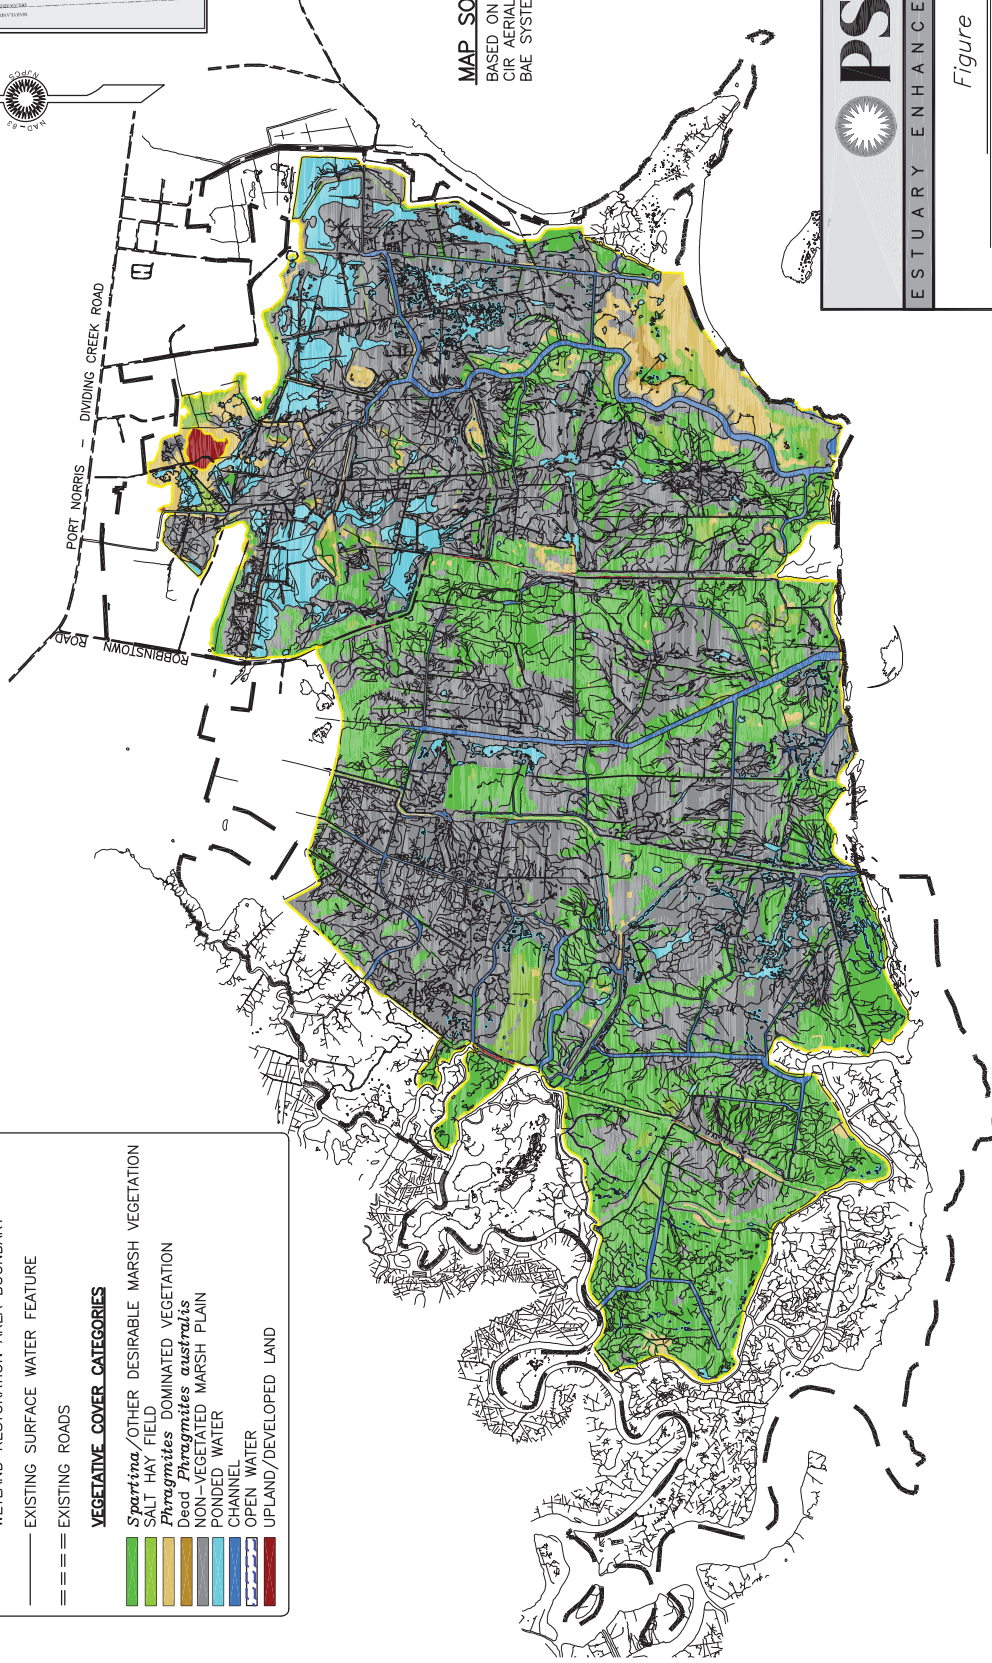 MARYLAND
NJPCS
NAD-83
MAP SO
BASED ON
CIR AERIAL
BAE SYSTE
PS
ESTUARY ENHANCE
Figure
PORT NORRIS - DIVIDING CREEK ROAD
ROBBINSTOWN ROAD
EXISTING SURFACE WATER FEATURE
EXISTING ROADS
VEGETATIVE COVER CATEGORIES
Spartina/OTHER DESIRABLE MARSH VEGETATION
SALT HAY FIELD
Phragmites DOMINATED VEGETATION
Dead Phragmites australis
NON-VEGETATED MARSH PLAIN
PONDED WATER
CHANNEL
OPEN WATER
UPLAND/DEVELOPED LAND